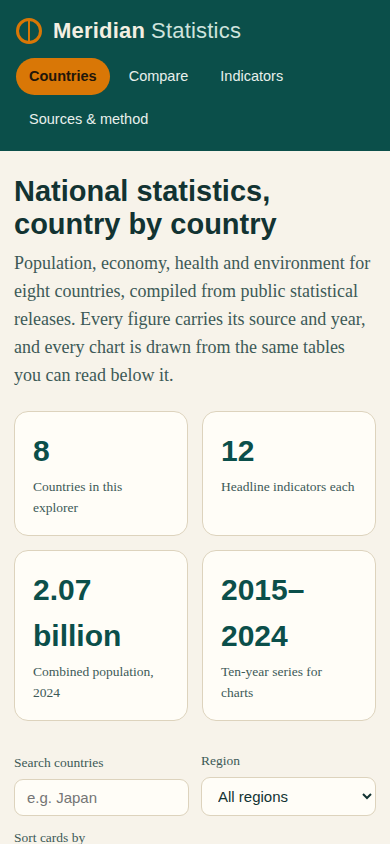 Meridian Statistics
Countries Compare Indicators
Sources & method
National statistics,
country by country
Population, economy, health and environment for
eight countries, compiled from public statistical
releases. Every figure carries its source and year,
and every chart is drawn from the same tables
you can read below it.
8
Countries in this
explorer
12
Headline indicators each
2.07
billion
Combined population,
2024
2015–
2024
Ten-year series for
charts
Search countries
e.g. Japan
Region
All regions
Sort cards by